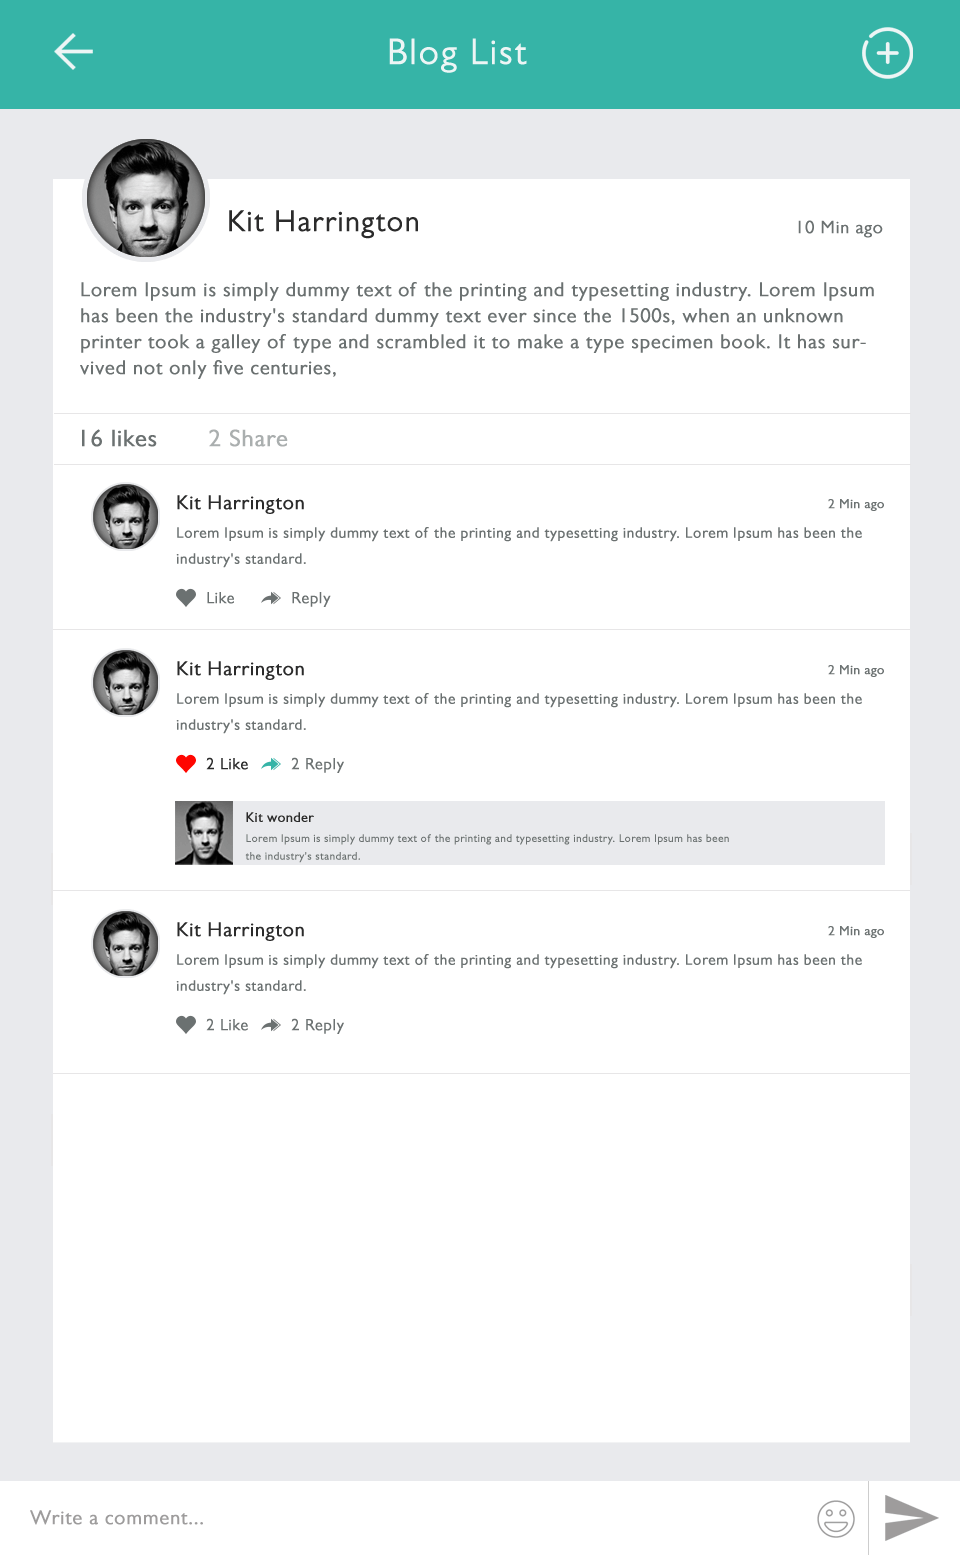 Blog List
Kit Harrington
10 Min ago
Lorem Ipsum is simply dummy text of the printing and typesetting industry. Lorem Ipsum
has been the industry's standard dummy text ever since the 1500s, when an unknown
printer took a galley of type and scrambled it to make a type specimen book. It has sur-
vived not only five centuries,
16 likes 2 Share
Kit Harrington
2 Min ago
Lorem Ipsum is simply dummy text of the printing and typesetting industry. Lorem Ipsum has been the
industry's standard.
Like Reply
Kit Harrington
2 Min ago
Lorem Ipsum is simply dummy text of the printing and typesetting industry. Lorem Ipsum has been the
industry's standard.
2 Like 2 Reply
Kit wonder
Lorem Ipsum is simply dummy text of the printing and typesetting industry. Lorem Ipsum has been
the industry's standard.
Kit Harrington
2 Min ago
Lorem Ipsum is simply dummy text of the printing and typesetting industry. Lorem Ipsum has been the
industry's standard.
2 Like 2 Reply
Write a comment...